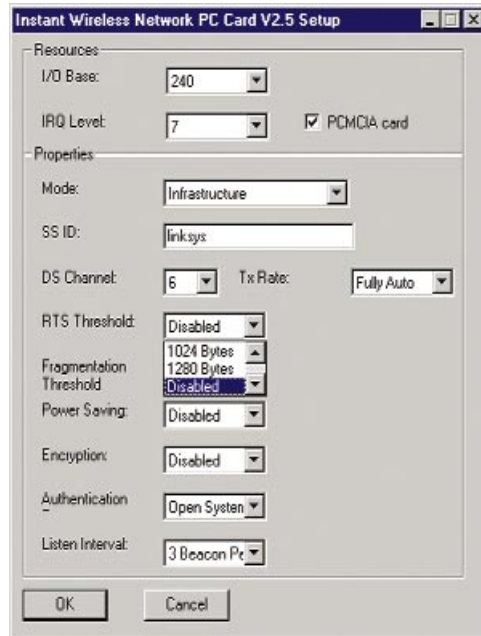 Instant Wireless Network PC Card V2.5 Setup
Resources
I/O Base: 240
IRQ Level: 7 PCMCIA card
Properties
Mode: Infrastructure
SS ID: linksys
DS Channel: 6 Tx Rate: Fully Auto
RTS Threshold: Disabled
1024 Bytes
1280 Bytes
Disabled
Fragmentation
Threshold
Power Saving: Disabled
Encryption: Disabled
Authentication Open System
Listen Interval: 3 Beacon Pe
OK Cancel